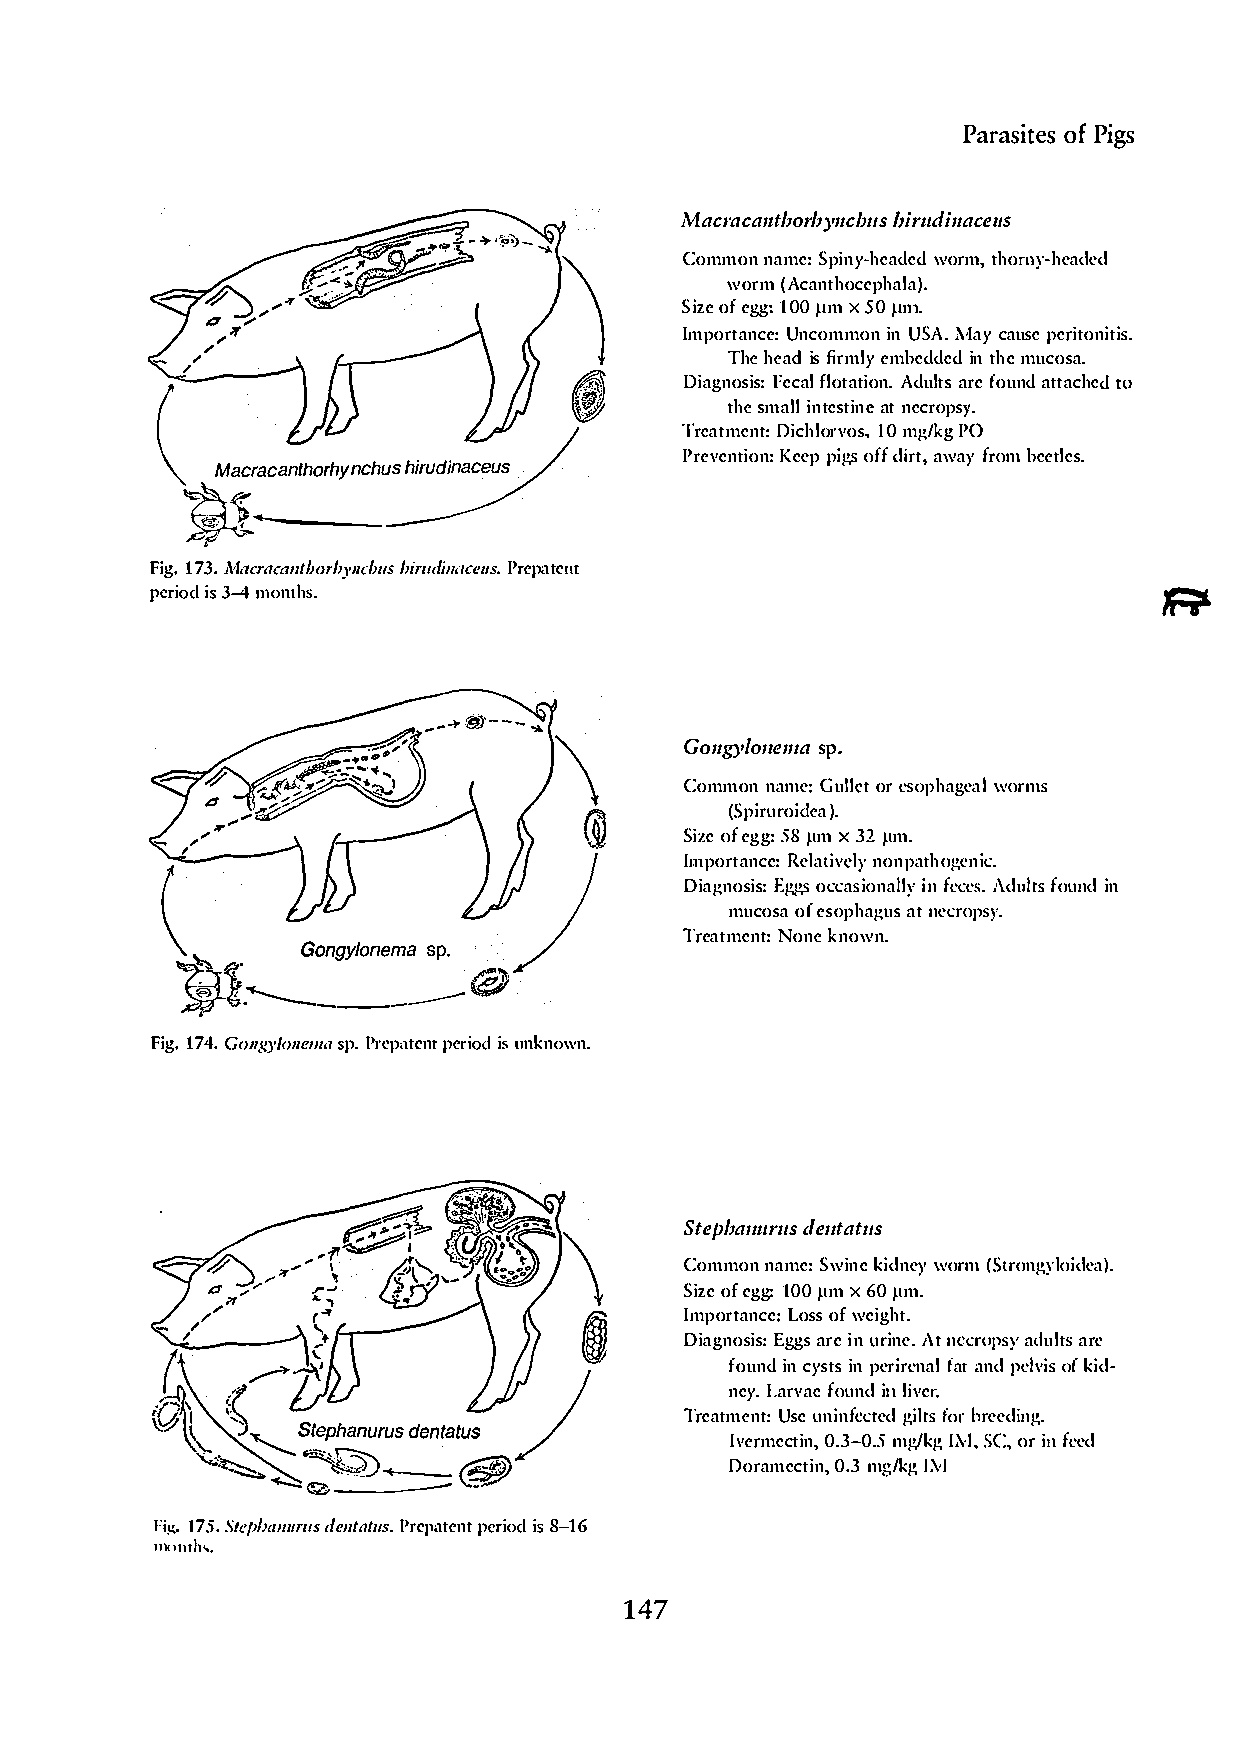 Parasites of Pigs
Macracanthorhynchus hirudinaceus
Common name: Spiny-headed worm, thorny-headed
worm (Acanthocephala).
Size of egg: 100 µm × 50 µm.
Importance: Uncommon in USA. May cause peritonitis.
The head is firmly embedded in the mucosa.
Diagnosis: Fecal flotation. Adults are found attached to
the small intestine at necropsy.
Treatment: Dichlorvos, 10 mg/kg PO
Prevention: Keep pigs off dirt, away from beetles.
Macracanthorhynchus hirudinaceus
Fig. 173. Macracanthorhynchus hirudinaceus. Prepatent
period is 3–4 months.
Gongylonema sp.
Common name: Gullet or esophageal worms
(Spiruroidea).
Size of egg: 58 µm × 32 µm.
Importance: Relatively nonpathogenic.
Diagnosis: Eggs occasionally in feces. Adults found in
mucosa of esophagus at necropsy.
Treatment: None known.
Gongylonema sp.
Fig. 174. Gongylonema sp. Prepatent period is unknown.
Stephanurus dentatus
Common name: Swine kidney worm (Strongyloidea).
Size of egg: 100 µm × 60 µm.
Importance: Loss of weight.
Diagnosis: Eggs are in urine. At necropsy adults are
found in cysts in perirenal fat and pelvis of kid-
ney. Larvae found in liver.
Treatment: Use uninfected gilts for breeding.
Ivermectin, 0.3–0.5 mg/kg IM, SC, or in feed
Doramectin, 0.3 mg/kg IM
Stephanurus dentatus
Fig. 175. Stephanurus dentatus. Prepatent period is 8–16
months.
147